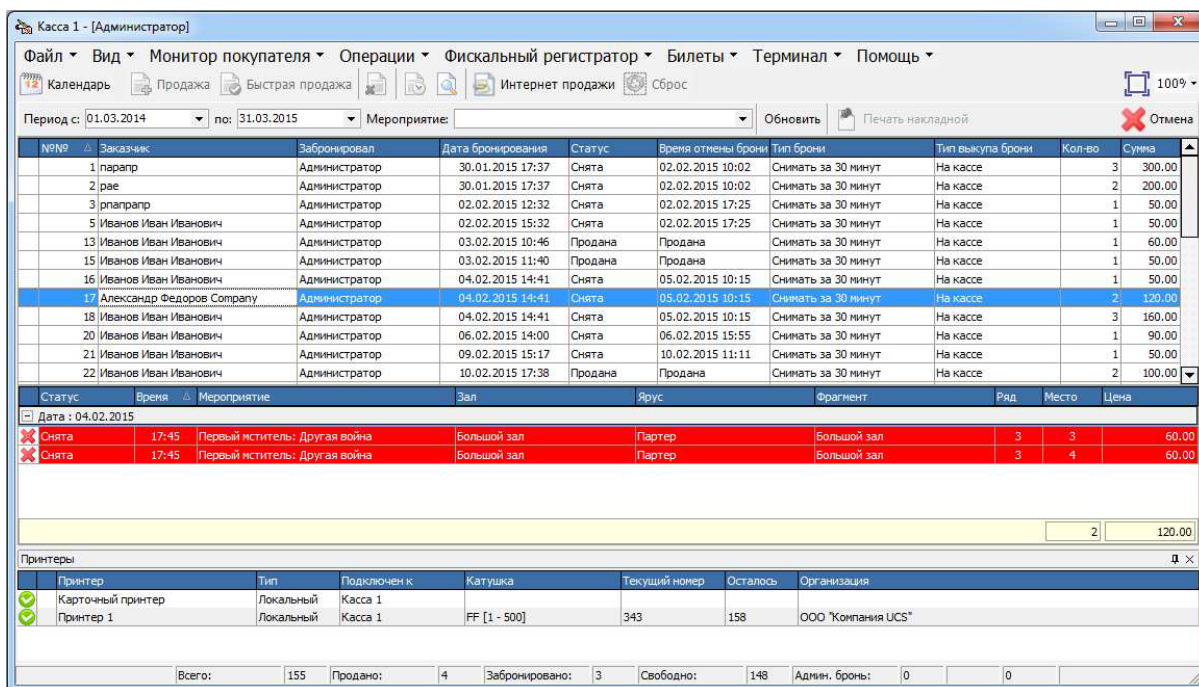 Касса 1 - [Администратор]
Файл Вид Монитор покупателя Операции Фискальный регистратор Билеты Терминал Помощь
12 Календарь Продажа Быстрая продажа Интернет продажи Сброс 100%
Период с: 01.03.2014 по: 31.03.2015 Мероприятие: Обновить Печать накладной Отмена
№№ Заказчик Забронировал Дата бронирования Статус Время отмены брони Тип брони Тип выкупа брони Кол-во Сумма
1 парапр Администратор 30.01.2015 17:37 Снята 02.02.2015 10:02 Снимать за 30 минут На кассе 3 300.00
2 рае Администратор 30.01.2015 17:37 Снята 02.02.2015 10:02 Снимать за 30 минут На кассе 2 200.00
3 рпапрапр Администратор 02.02.2015 12:32 Снята 02.02.2015 17:25 Снимать за 30 минут На кассе 1 50.00
5 Иванов Иван Иванович Администратор 02.02.2015 15:32 Снята 02.02.2015 17:25 Снимать за 30 минут На кассе 1 50.00
13 Иванов Иван Иванович Администратор 03.02.2015 10:46 Продана Продана Снимать за 30 минут На кассе 1 60.00
15 Иванов Иван Иванович Администратор 03.02.2015 11:40 Продана Продана Снимать за 30 минут На кассе 1 50.00
16 Иванов Иван Иванович Администратор 04.02.2015 14:41 Снята 05.02.2015 10:15 Снимать за 30 минут На кассе 1 50.00
17 Александр Федоров Company Администратор 04.02.2015 14:41 Снята 05.02.2015 10:15 Снимать за 30 минут На кассе 2 120.00
18 Иванов Иван Иванович Администратор 04.02.2015 14:41 Снята 05.02.2015 10:15 Снимать за 30 минут На кассе 3 160.00
20 Иванов Иван Иванович Администратор 06.02.2015 14:00 Снята 06.02.2015 15:55 Снимать за 30 минут На кассе 1 90.00
21 Иванов Иван Иванович Администратор 09.02.2015 15:17 Снята 10.02.2015 11:11 Снимать за 30 минут На кассе 1 50.00
22 Иванов Иван Иванович Администратор 10.02.2015 17:38 Продана Продана Снимать за 30 минут На кассе 2 100.00
Статус Время Мероприятие Зал Ярус Фрагмент Ряд Место Цена
Дата : 04.02.2015
Снята 17:45 Первый мститель: Другая война Большой зал Партер Большой зал 3 3 60.00
Снята 17:45 Первый мститель: Другая война Большой зал Партер Большой зал 3 4 60.00
2 120.00
Принтеры
Принтер Тип Подключен к Катушка Текущий номер Осталось Организация
Карточный принтер Локальный Касса 1
Принтер 1 Локальный Касса 1 FF [1 - 500] 343 158 ООО "Компания UCS"
Всего: 155 Продано: 4 Забронировано: 3 Свободно: 148 Админ. бронь: 0 0